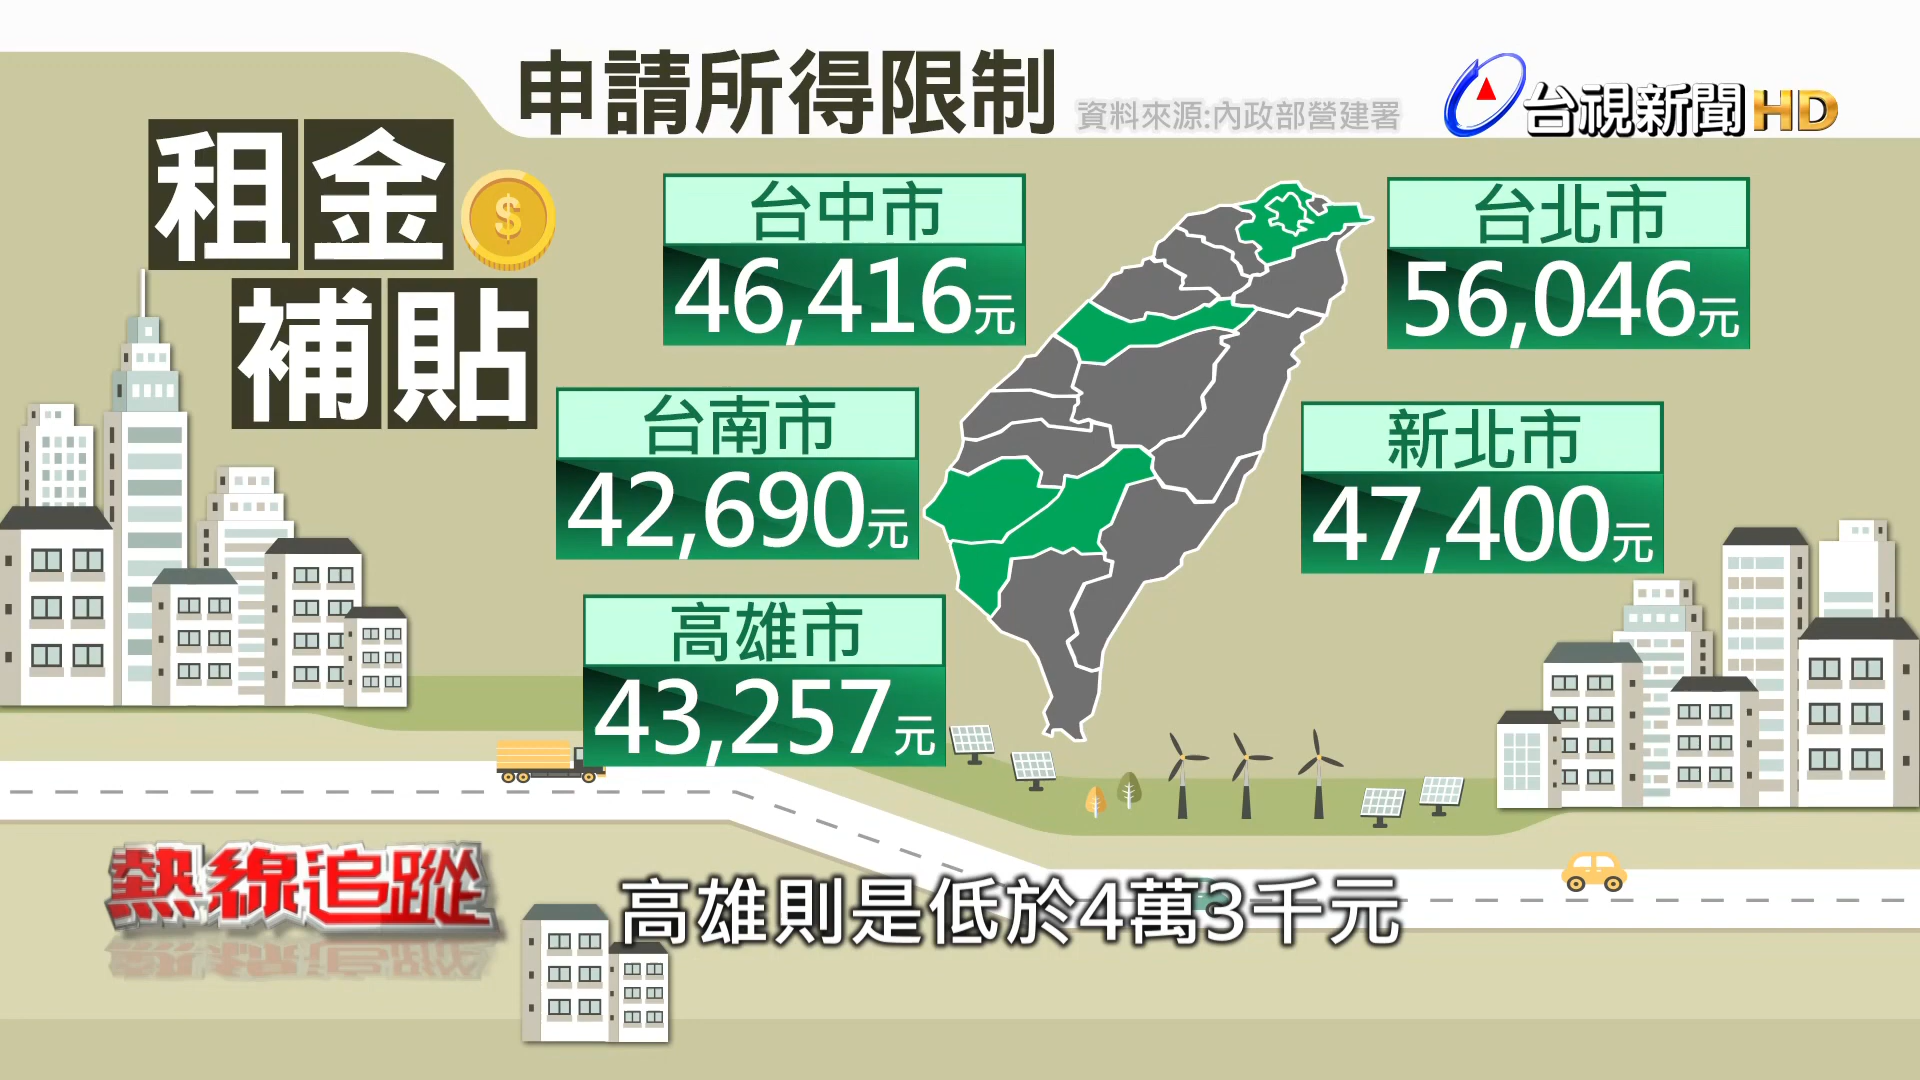 申請所得限制
資料來源:內政部營建署
台視新聞HD
租金
補貼
$
台中市
46,416元
台北市
56,046元
台南市
42,690元
新北市
47,400元
高雄市
43,257元
熱線追蹤
高雄則是低於4萬3千元